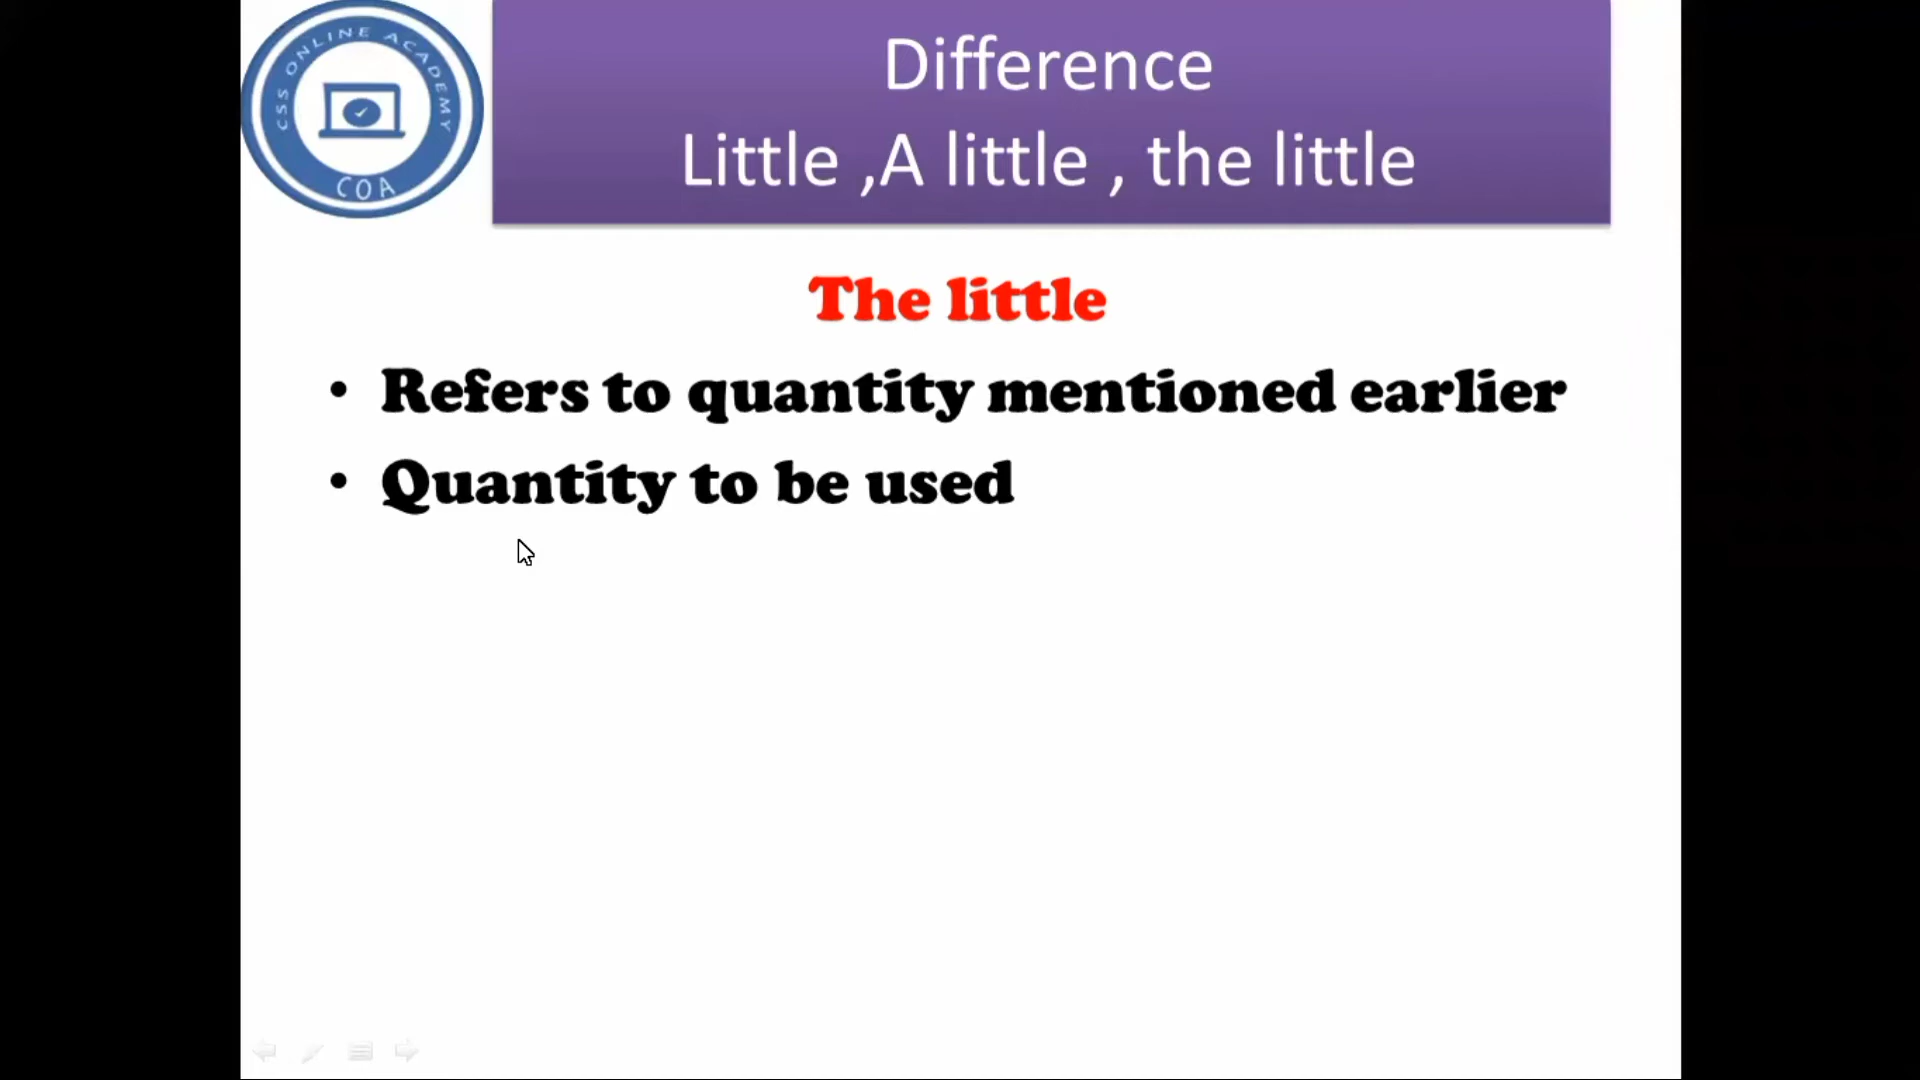 CSS ONLINE ACADEMY
COA
Difference
Little ,A little , the little
The little
• Refers to quantity mentioned earlier
• Quantity to be used